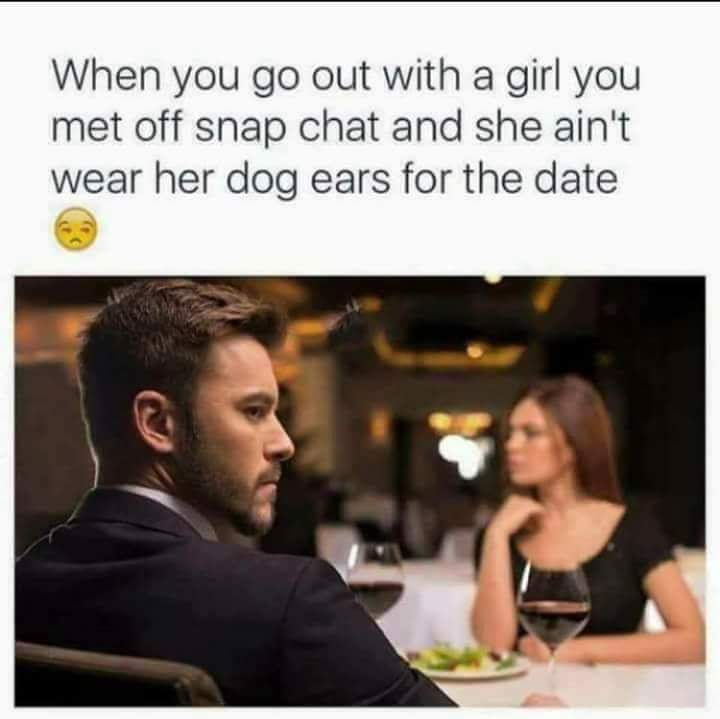 When you go out with a girl you
met off snap chat and she ain't
wear her dog ears for the date
😒